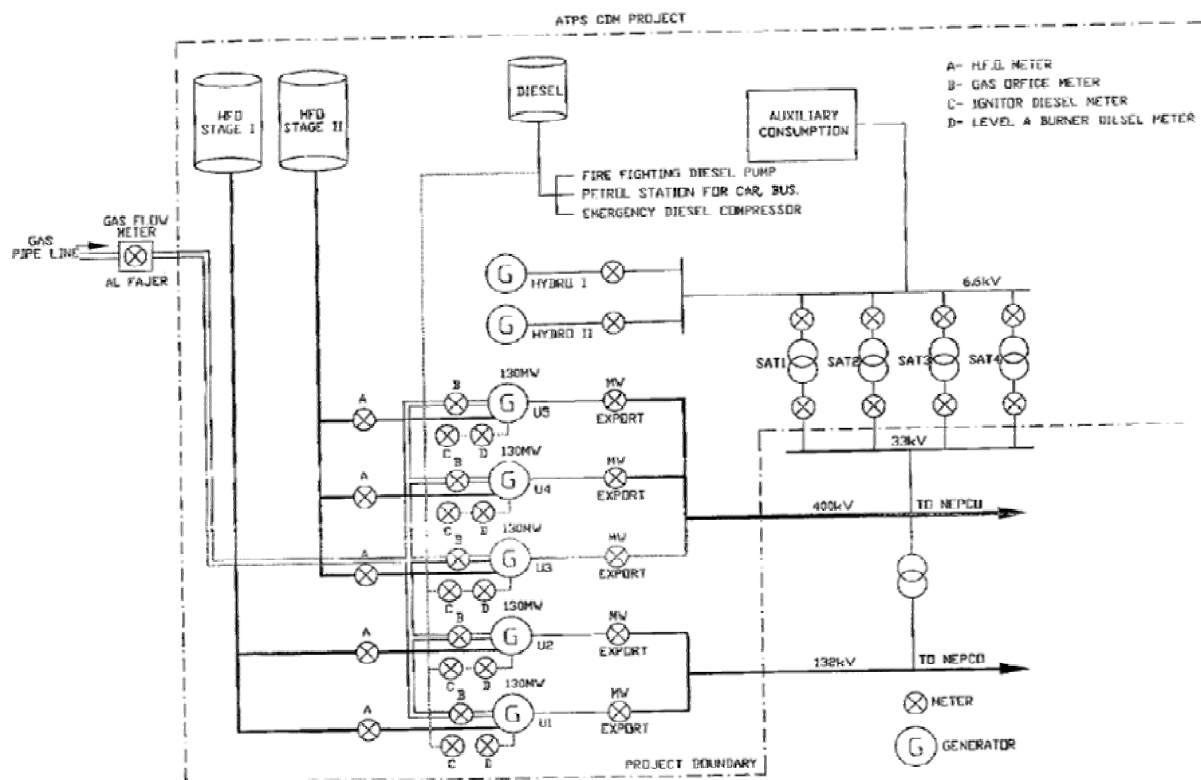 ATPS CDM PROJECT
HFO
STAGE I
HFO
STAGE II
DIESEL
AUXILIARY
CONSUMPTION
A- H.F.O. METER
B- GAS ORFICE METER
C- IGNITOR DIESEL METER
D- LEVEL A BURNER DIESEL METER
FIRE FIGHTING DIESEL PUMP
PETROL STATION FOR CAR, BUS.
EMERGENCY DIESEL COMPRESSOR
GAS
PIPE LINE
GAS FLOW
METER
AL FAJER
G
HYDRO I
G
HYDRO II
6.6kV
SAT1
SAT2
SAT3
SAT4
33kV
A
B
130MW
G
U5
C
D
MW
EXPORT
A
B
130MW
G
U4
C
D
MW
EXPORT
400kV
TO NEPCO
A
B
130MW
G
U3
C
D
MW
EXPORT
A
B
130MW
G
U2
C
D
MW
EXPORT
132kV
TO NEPCO
A
B
130MW
G
U1
C
D
MW
EXPORT
METER
G
GENERATOR
PROJECT BOUNDARY